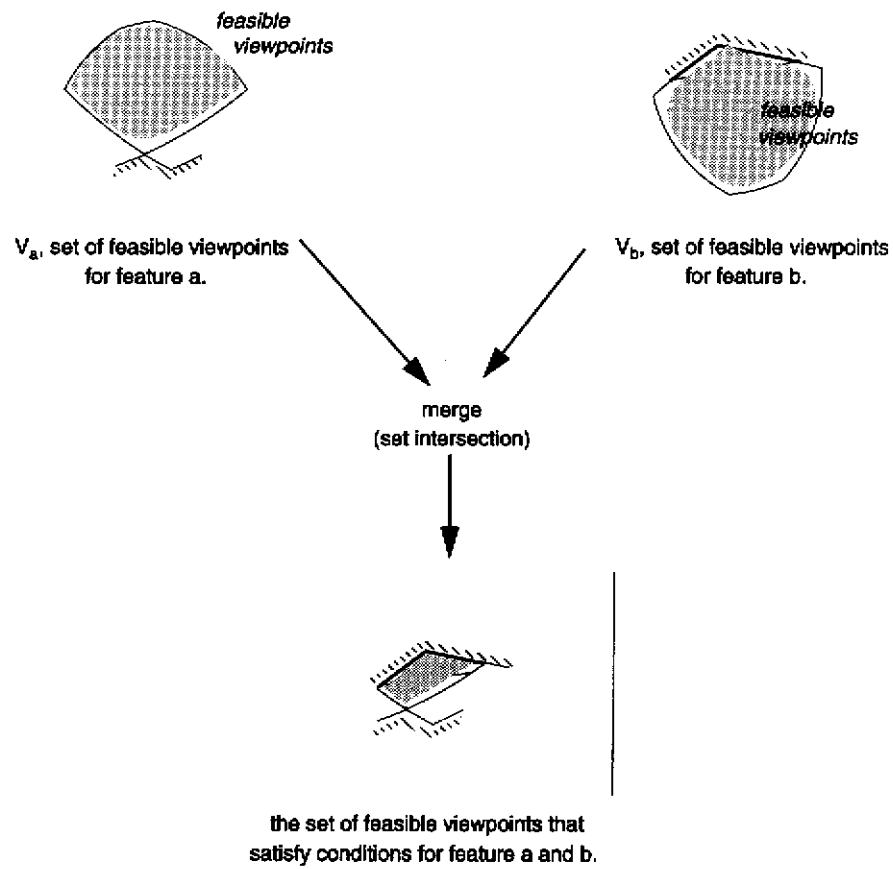 feasible
viewpoints
feasible
viewpoints
Va, set of feasible viewpoints
for feature a.
Vb, set of feasible viewpoints
for feature b.
merge
(set intersection)
the set of feasible viewpoints that
satisfy conditions for feature a and b.